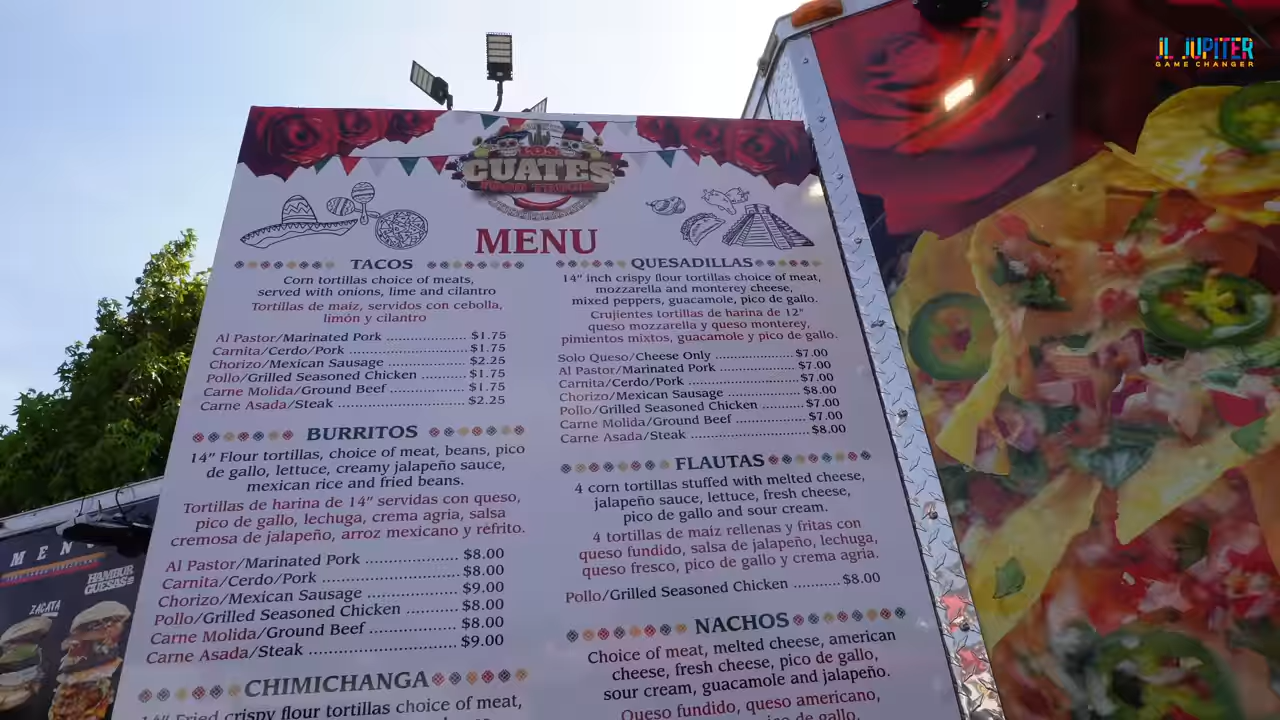 JL JUPITER
GAME CHANGER
LOS
CUATES
FOOD TRUCK
MENU
TACOS
Corn tortillas choice of meats,
served with onions, lime and cilantro
Tortillas de maiz, servidos con cebolla,
limón y cilantro
Al Pastor/Marinated Pork ........................ $1.75
Carnita/Cerdo/Pork ........................ $1.75
Chorizo/Mexican Sausage ........................ $2.25
Pollo/Grilled Seasoned Chicken ............ $1.75
Carne Molida/Ground Beef ................... $1.75
Carne Asada/Steak ........................ $2.25
BURRITOS
14" Flour tortillas, choice of meat, beans, pico
de gallo, lettuce, creamy jalapeño sauce,
mexican rice and fried beans.
Tortillas de harina de 14" servidas con queso,
pico de gallo, lechuga, crema agria, salsa
cremosa de jalapeño, arroz mexicano y refrito.
Al Pastor/Marinated Pork ........................ $8.00
Carnita/Cerdo/Pork ........................ $8.00
Chorizo/Mexican Sausage ........................ $9.00
Pollo/Grilled Seasoned Chicken ............ $8.00
Carne Molida/Ground Beef ................... $8.00
Carne Asada/Steak ........................ $9.00
CHIMICHANGA
14" Fried crispy flour tortillas, choice of meat,
QUESADILLAS
14" inch crispy flour tortillas choice of meat,
mozzarella and monterey cheese,
mixed peppers, guacamole, pico de gallo.
Crujientes tortillas de harina de 12"
queso mozzarella y queso monterey,
pimientos mixtos, guacamole y pico de gallo.
Solo Queso/Cheese Only ..................... $7.00
Al Pastor/Marinated Pork ..................... $7.00
Carnita/Cerdo/Pork ..................... $7.00
Chorizo/Mexican Sausage ..................... $8.00
Pollo/Grilled Seasoned Chicken ............ $7.00
Carne Molida/Ground Beef ................... $7.00
Carne Asada/Steak ..................... $8.00
FLAUTAS
4 corn tortillas stuffed with melted cheese,
jalapeño sauce, lettuce, fresh cheese,
pico de gallo and sour cream.
4 tortillas de maíz rellenas y fritas con
queso fundido, salsa de jalapeño, lechuga,
queso fresco, pico de gallo y crema agria.
Pollo/Grilled Seasoned Chicken .......... $8.00
NACHOS
Choice of meat, melted cheese, american
cheese, fresh cheese, pico de gallo,
sour cream, guacamole and jalapeño.
Queso fundido, queso americano,
de gallo,
MENU
HAMBUR
GUESAS
ZACATA